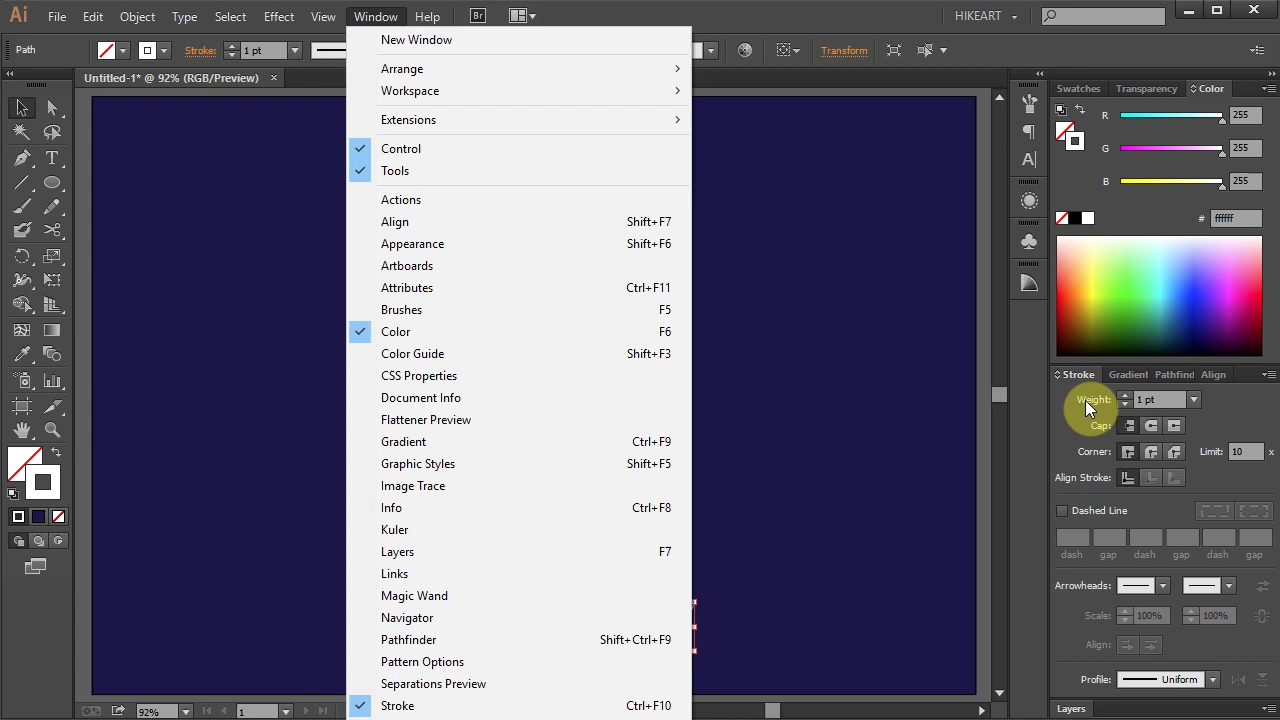 Ai File Edit Object Type Select Effect View Window Help Br HIKEART
Path Stroke: 1 pt Transform
Untitled-1* @ 92% (RGB/Preview) ×
New Window
Arrange
Workspace
Extensions
Control
Tools
Actions
Align Shift+F7
Appearance Shift+F6
Artboards
Attributes Ctrl+F11
Brushes F5
Color F6
Color Guide Shift+F3
CSS Properties
Document Info
Flattener Preview
Gradient Ctrl+F9
Graphic Styles Shift+F5
Image Trace
Info Ctrl+F8
Kuler
Layers F7
Links
Magic Wand
Navigator
Pathfinder Shift+Ctrl+F9
Pattern Options
Separations Preview
Stroke Ctrl+F10
92% 1
Swatches Transparency Color
R 255
G 255
B 255
# ffffff
Stroke Gradient Pathfind Align
Weight: 1 pt
Cap:
Corner: Limit: 10 x
Align Stroke:
Dashed Line
dash gap dash gap dash gap
Arrowheads:
Scale: 100% 100%
Align:
Profile: Uniform
Layers